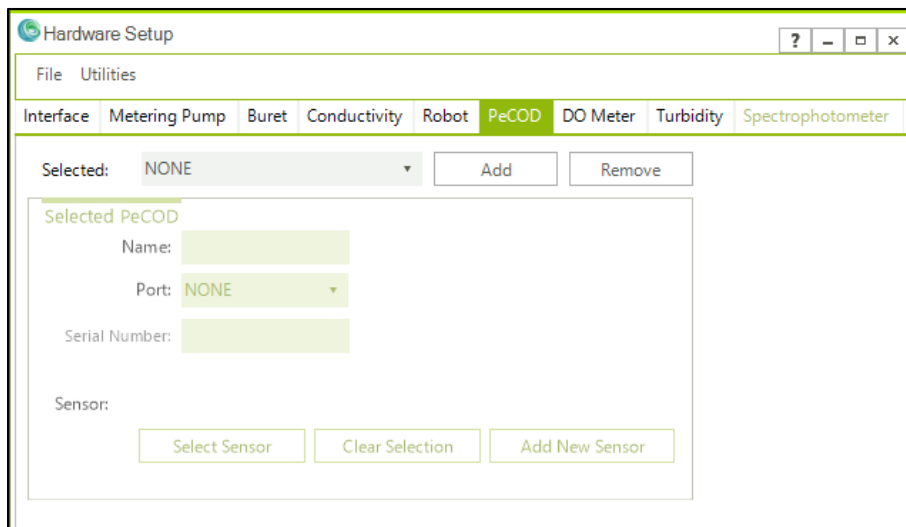 Hardware Setup
?
File Utilities
Interface Metering Pump Buret Conductivity Robot PeCOD DO Meter Turbidity Spectrophotometer
Selected: NONE Add Remove
Selected PeCOD
Name:
Port: NONE
Serial Number:
Sensor:
Select Sensor Clear Selection Add New Sensor